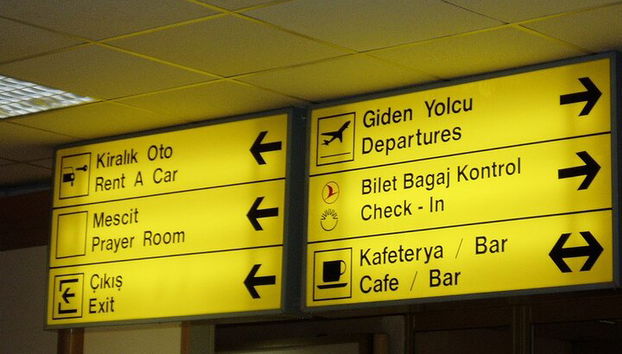 Kiralık Oto
Rent A Car
Mescit
Prayer Room
Çıkış
Exit
Giden Yolcu
Departures
Bilet Bagaj Kontrol
Check - In
Kafeterya / Bar
Cafe / Bar